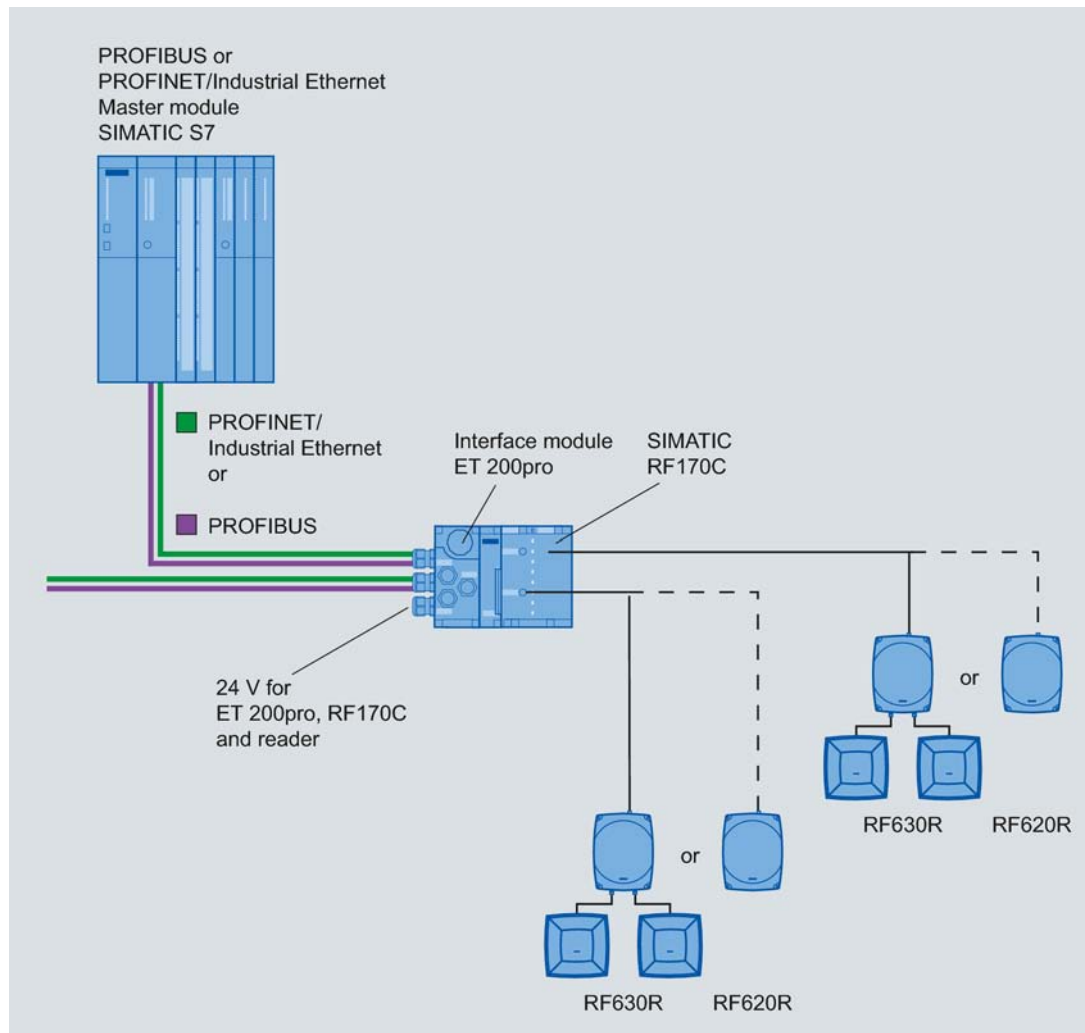 PROFIBUS or
PROFINET/Industrial Ethernet
Master module
SIMATIC S7
PROFINET/
Industrial Ethernet
or
PROFIBUS
Interface module
ET 200pro
SIMATIC
RF170C
24 V for
ET 200pro, RF170C
and reader
or
RF630R
RF620R
or
RF630R
RF620R